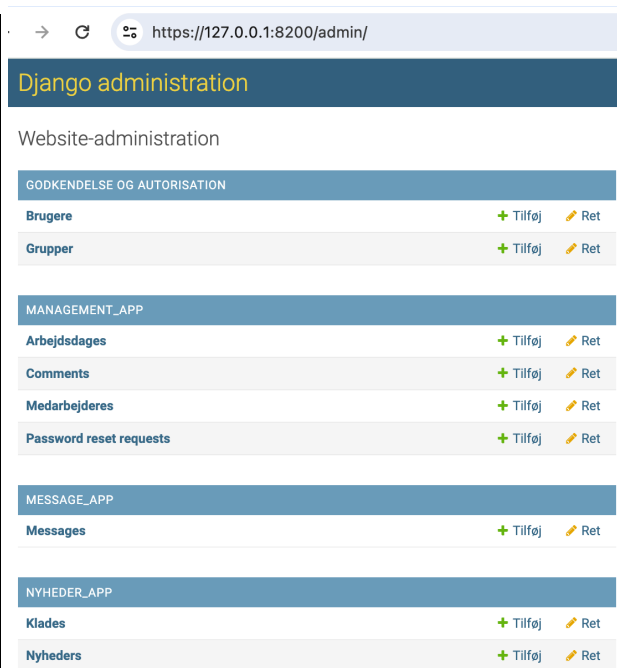 https://127.0.0.1:8200/admin/
Django administration
Website-administration
GODKENDELSE OG AUTORISATION
Brugere Tilføj Ret
Grupper Tilføj Ret
MANAGEMENT_APP
Arbejdsdages Tilføj Ret
Comments Tilføj Ret
Medarbejderes Tilføj Ret
Password reset requests Tilføj Ret
MESSAGE_APP
Messages Tilføj Ret
NYHEDER_APP
Klades Tilføj Ret
Nyheders Tilføj Ret